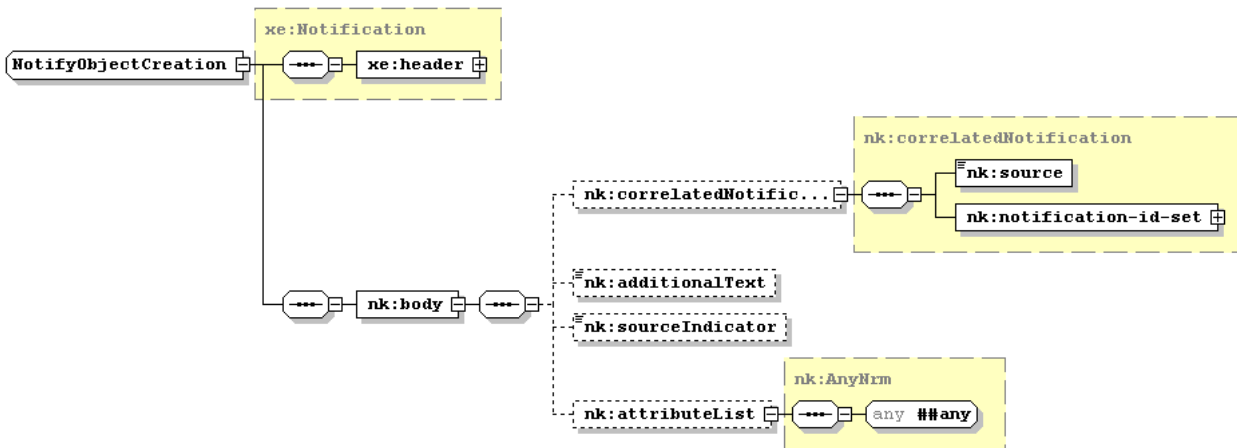 xe:Notification
NotifyObjectCreation
xe:header
nk:correlatedNotification
nk:source
nk:correlatedNotific...
nk:notification-id-set
nk:additionalText
nk:body
nk:sourceIndicator
nk:AnyNrm
nk:attributeList
any ##any